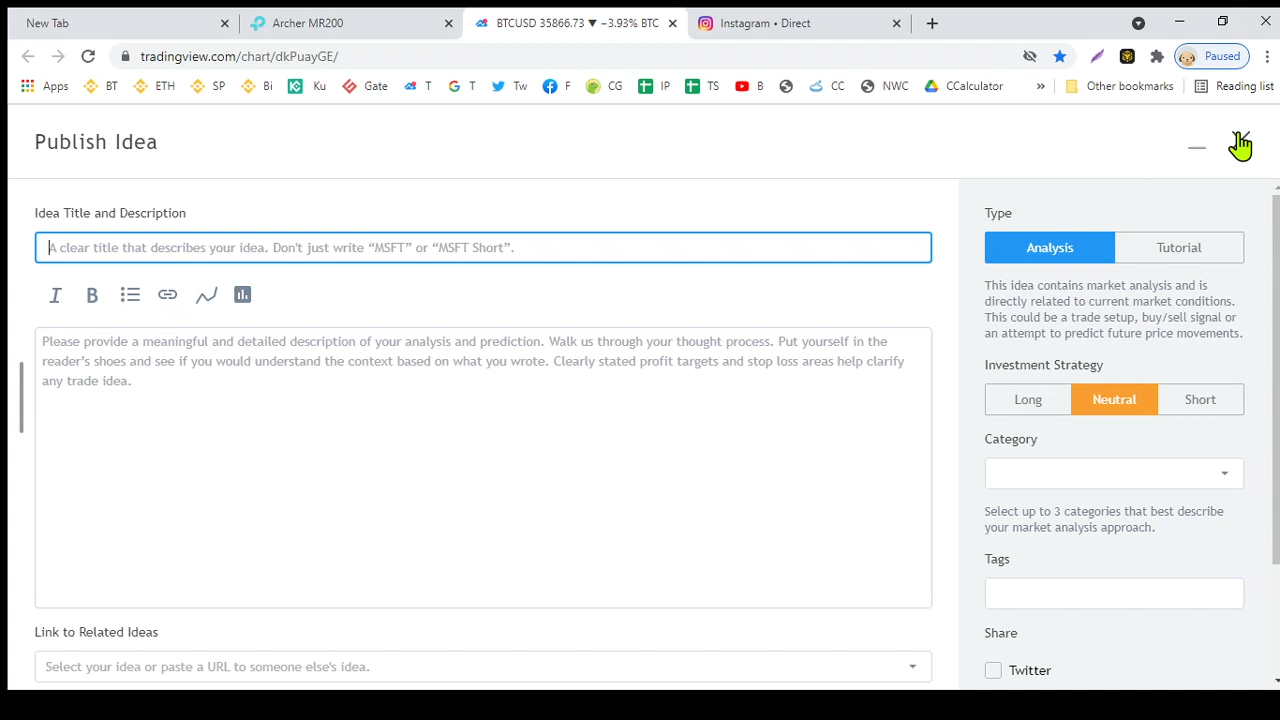 New Tab
Archer MR200
BTCUSD 35866.73 ▼ −3.93% BTC
Instagram • Direct
tradingview.com/chart/dkPuayGE/
Paused
Apps
BT
ETH
SP
Bi
Ku
Gate
T
T
Tw
F
CG
IP
TS
B
CC
NWC
CCalculator
»
Other bookmarks
Reading list
Publish Idea
Idea Title and Description
A clear title that describes your idea. Don't just write “MSFT” or “MSFT Short”.
I B
Please provide a meaningful and detailed description of your analysis and prediction. Walk us through your thought process. Put yourself in the
reader's shoes and see if you would understand the context based on what you wrote. Clearly stated profit targets and stop loss areas help clarify
any trade idea.
Link to Related Ideas
Select your idea or paste a URL to someone else's idea.
Type
Analysis
Tutorial
This idea contains market analysis and is
directly related to current market conditions.
This could be a trade setup, buy/sell signal or
an attempt to predict future price movements.
Investment Strategy
Long
Neutral
Short
Category
Select up to 3 categories that best describe
your market analysis approach.
Tags
Share
Twitter